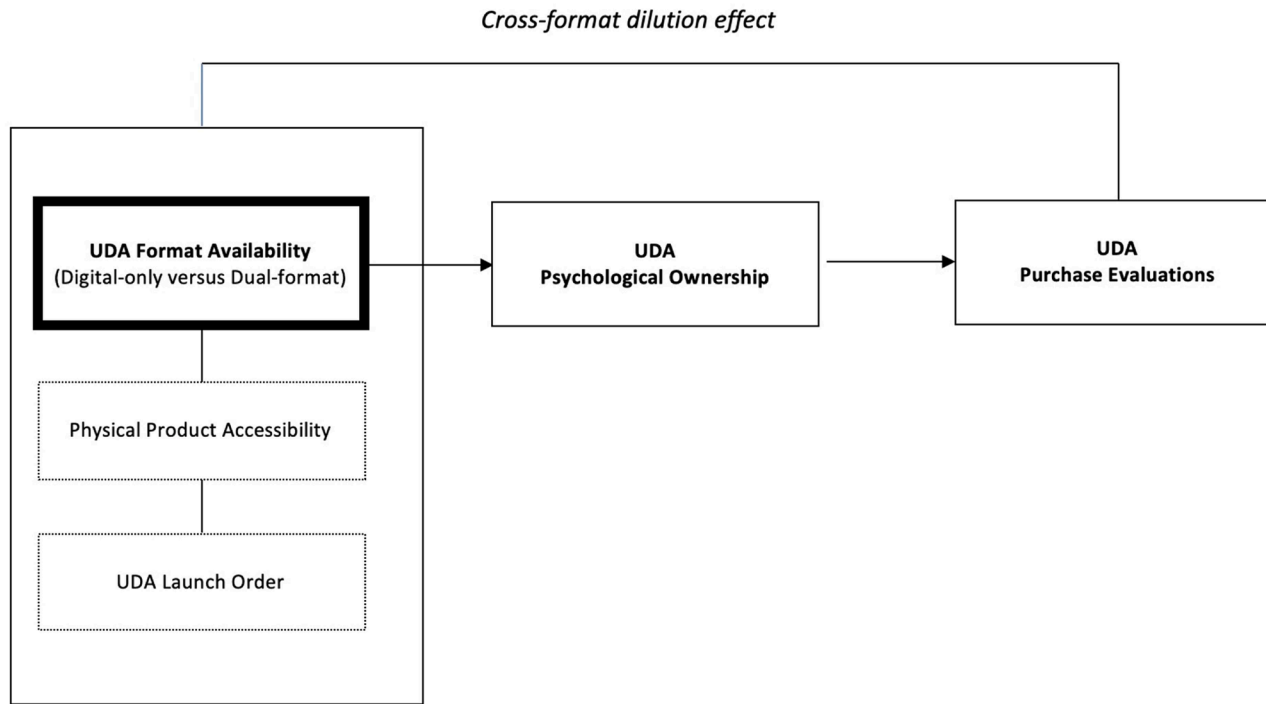 Cross-format dilution effect
UDA Format Availability
(Digital-only versus Dual-format)
UDA
Psychological Ownership
UDA
Purchase Evaluations
Physical Product Accessibility
UDA Launch Order